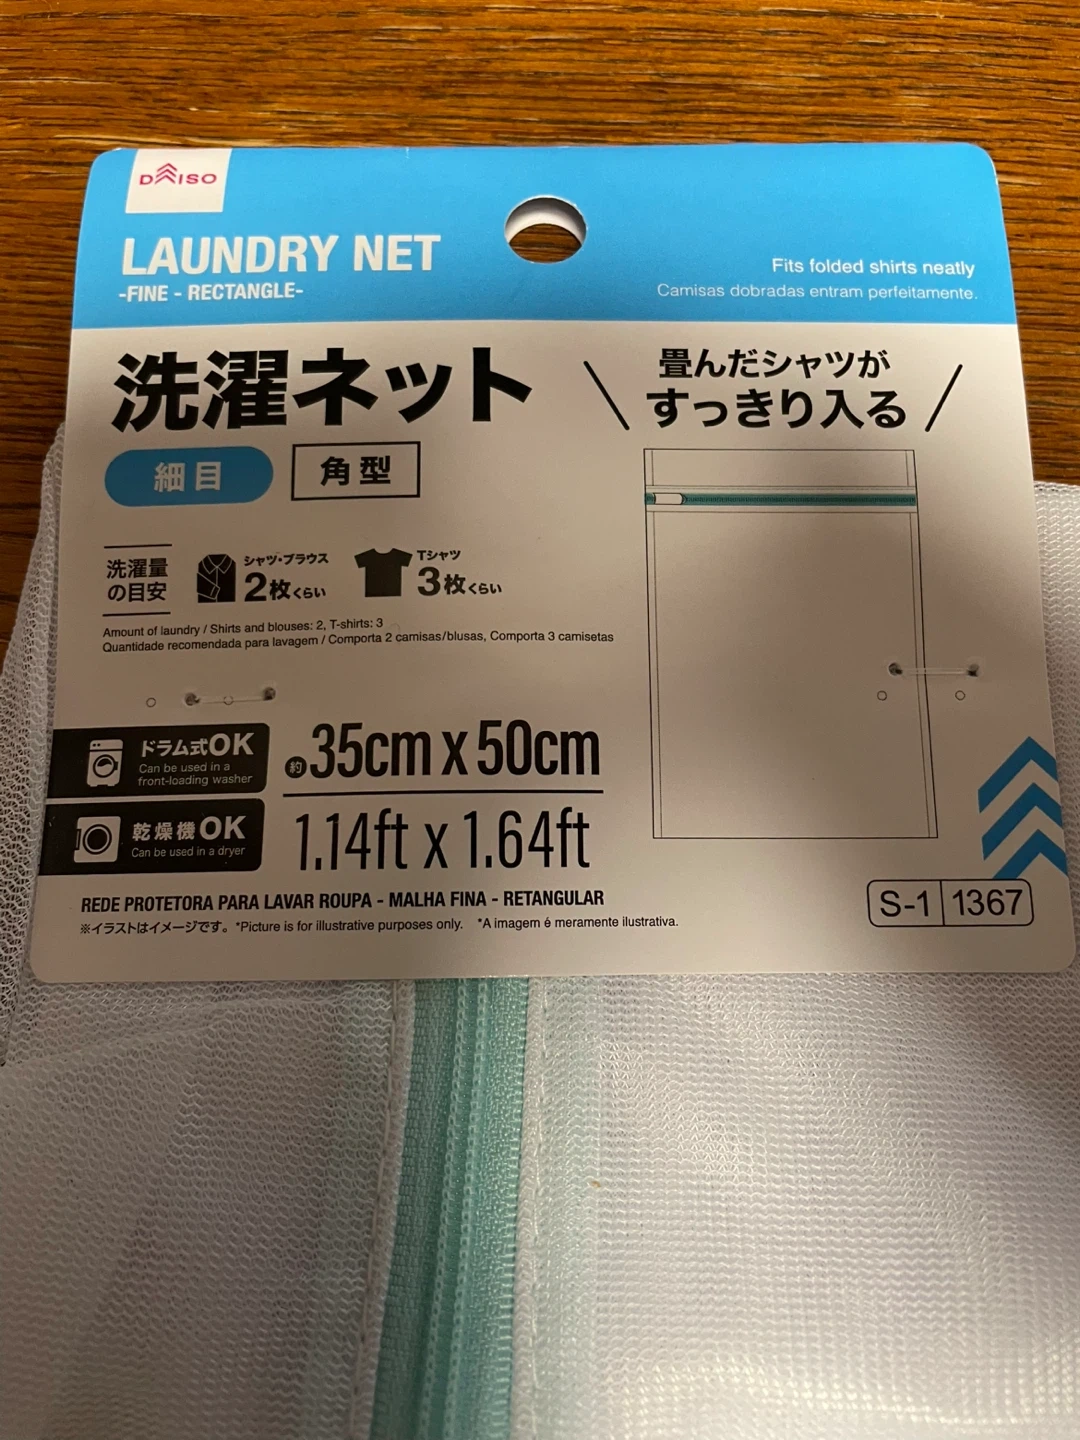 DAISO
LAUNDRY NET
-FINE - RECTANGLE-
Fits folded shirts neatly
Camisas dobradas entram perfeitamente.
洗濯ネット
畳んだシャツが
すっきり入る
細目
角型
洗濯量
の目安
シャツ・ブラウス
2枚くらい
Tシャツ
3枚くらい
Amount of laundry / Shirts and blouses: 2, T-shirts: 3
Quantidade recomendada para lavagem / Comporta 2 camisas/blusas, Comporta 3 camisetas
ドラム式OK
Can be used in a
front-loading washer
約35cm x 50cm
乾燥機OK
Can be used in a dryer
1.14ft x 1.64ft
REDE PROTETORA PARA LAVAR ROUPA - MALHA FINA - RETANGULAR
※イラストはイメージです。 *Picture is for illustrative purposes only. *A imagem é meramente ilustrativa.
S-1 1367